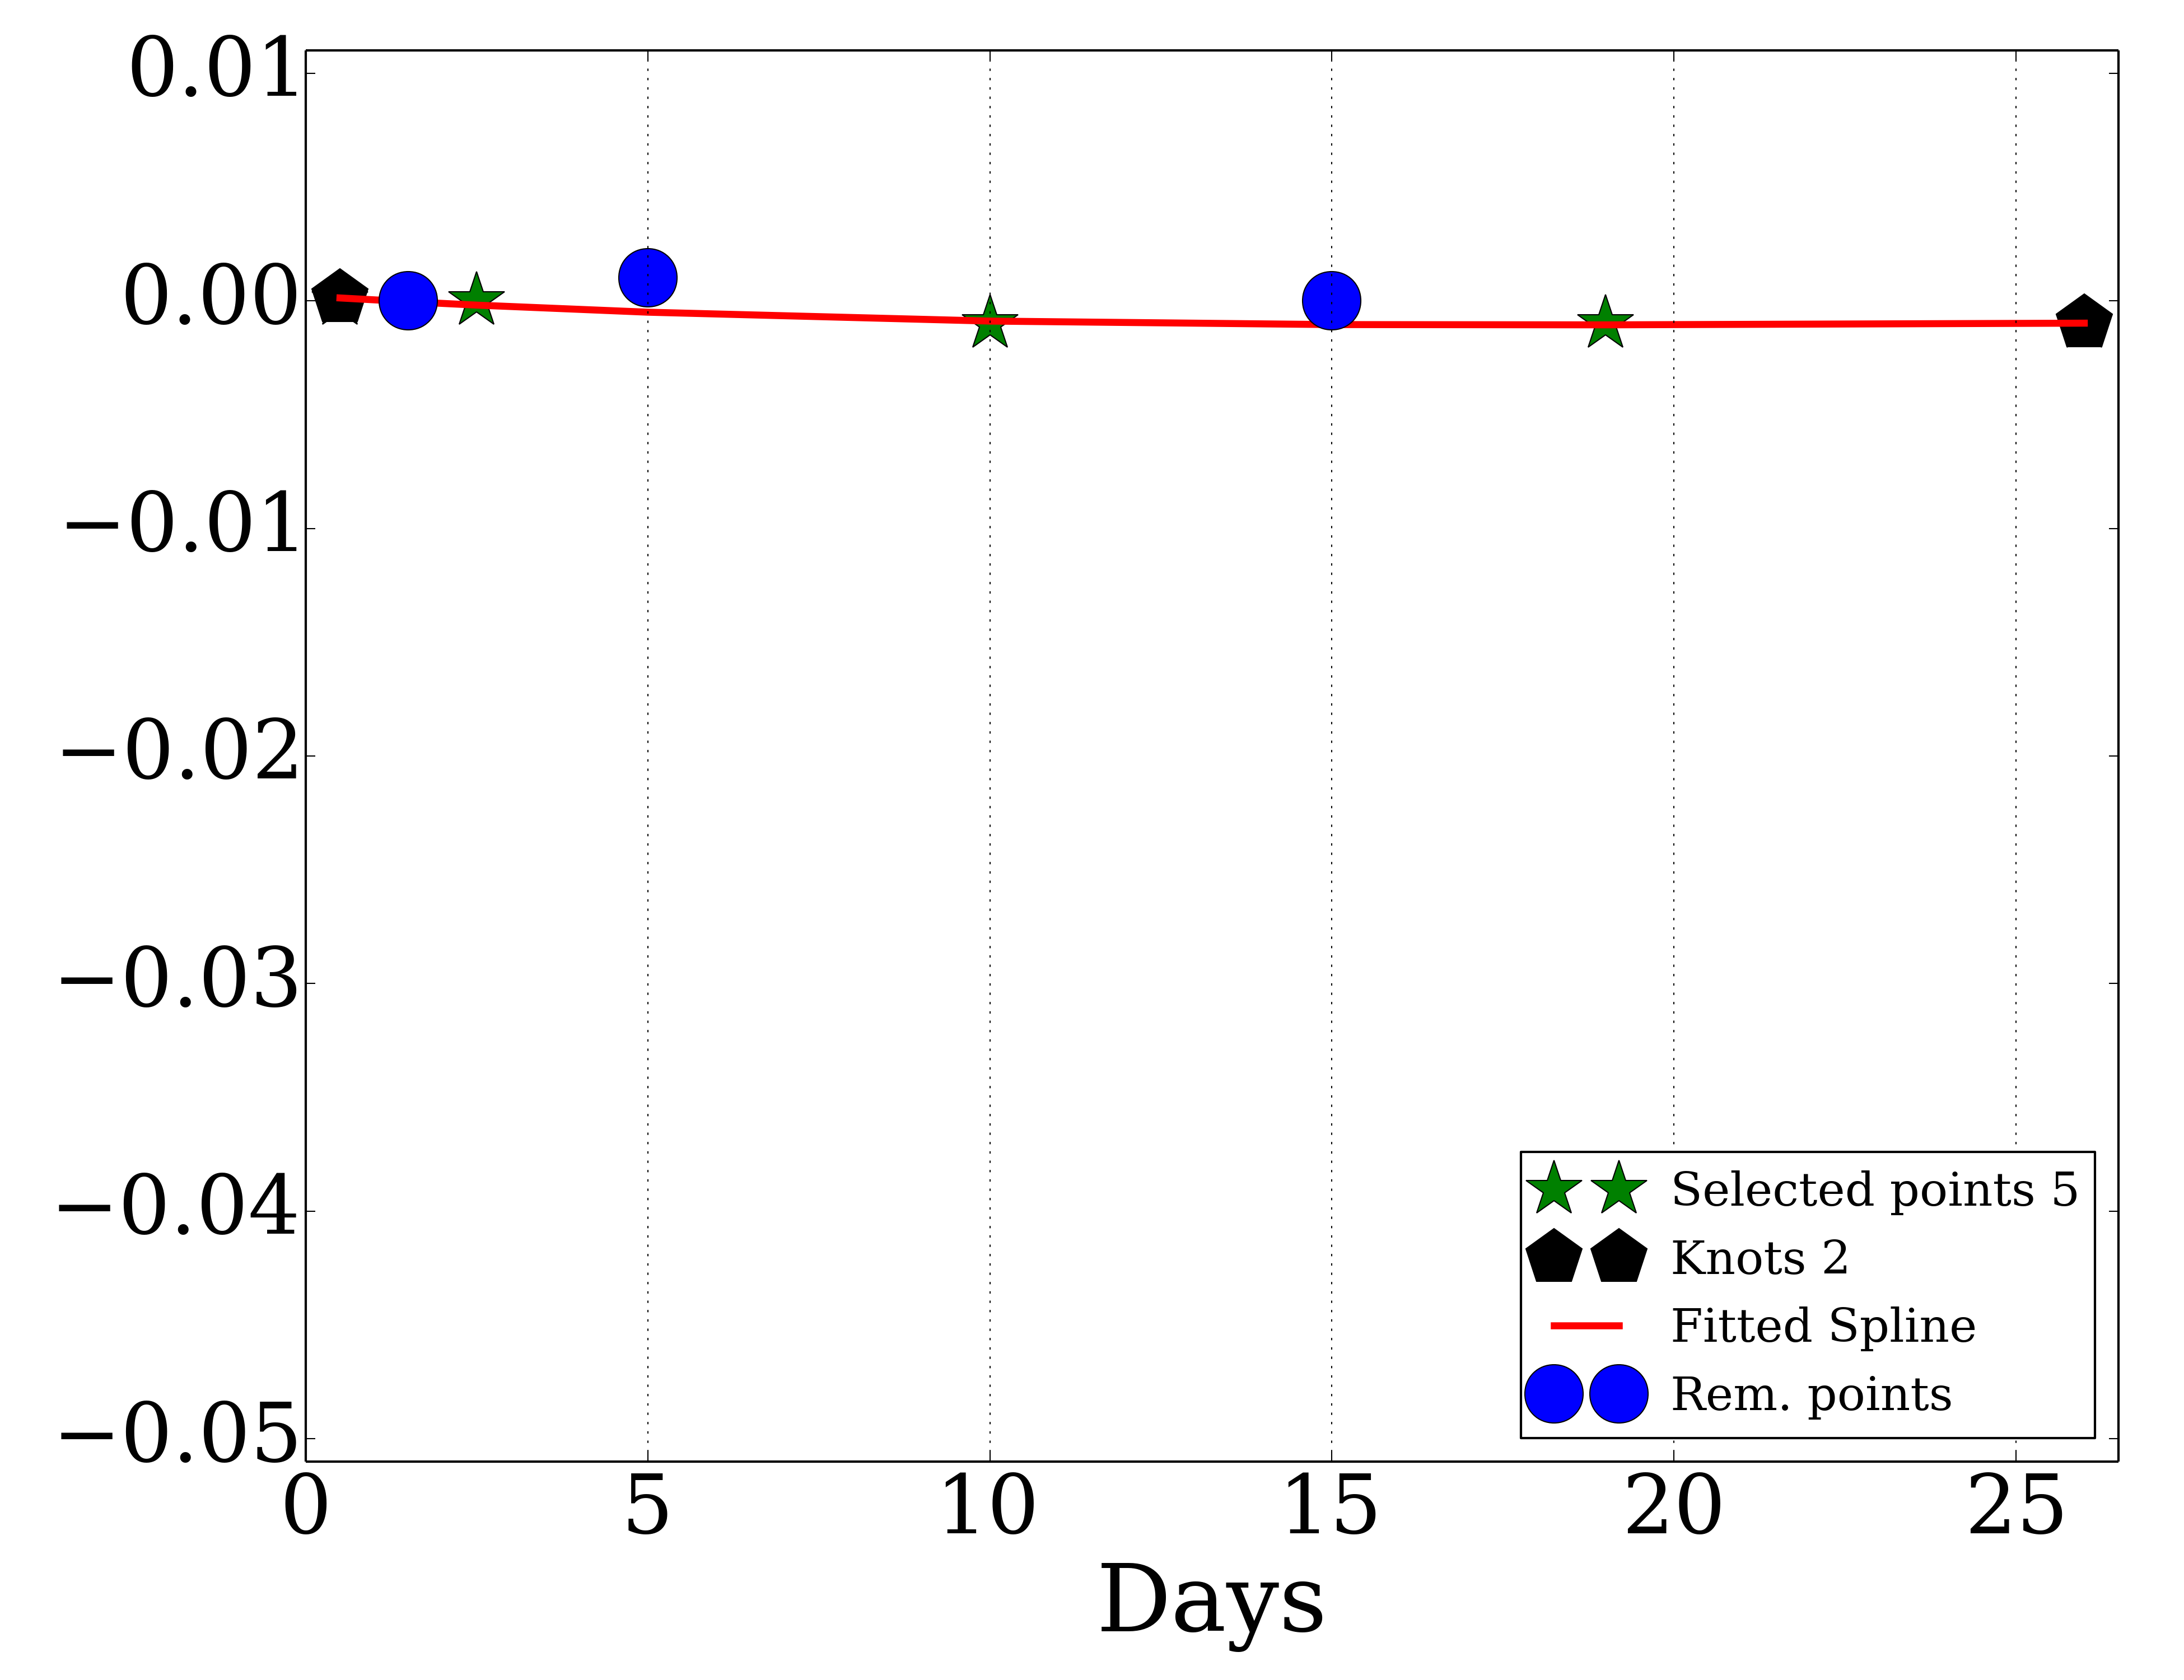 0.01
0.00
−0.01
−0.02
−0.03
−0.04
−0.05
0 5 10 15 20 25
Days
Selected points 5
Knots 2
Fitted Spline
Rem. points